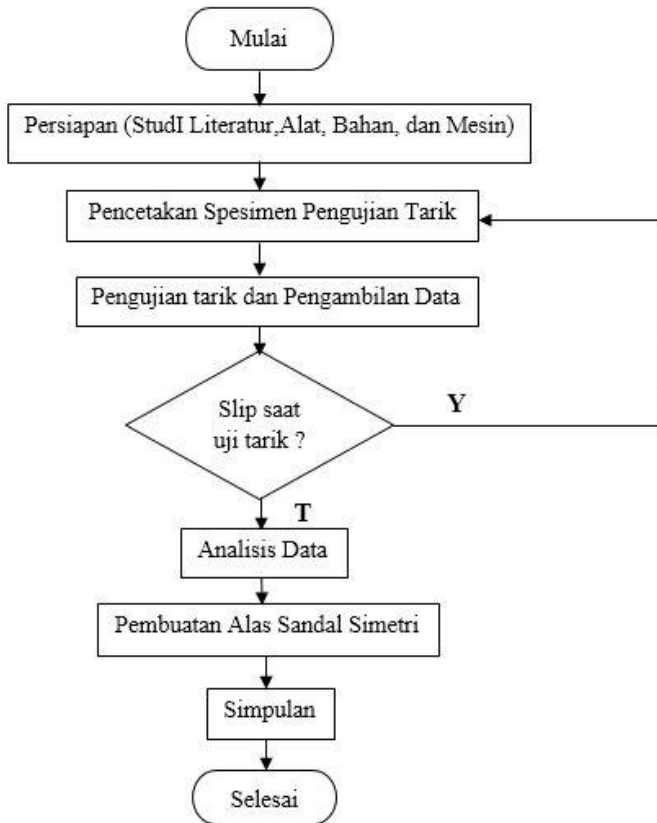 Mulai
Persiapan (StudI Literatur,Alat, Bahan, dan Mesin)
Pencetakan Spesimen Pengujian Tarik
Pengujian tarik dan Pengambilan Data
Slip saat
uji tarik ?
Y
T
Analisis Data
Pembuatan Alas Sandal Simetri
Simpulan
Selesai